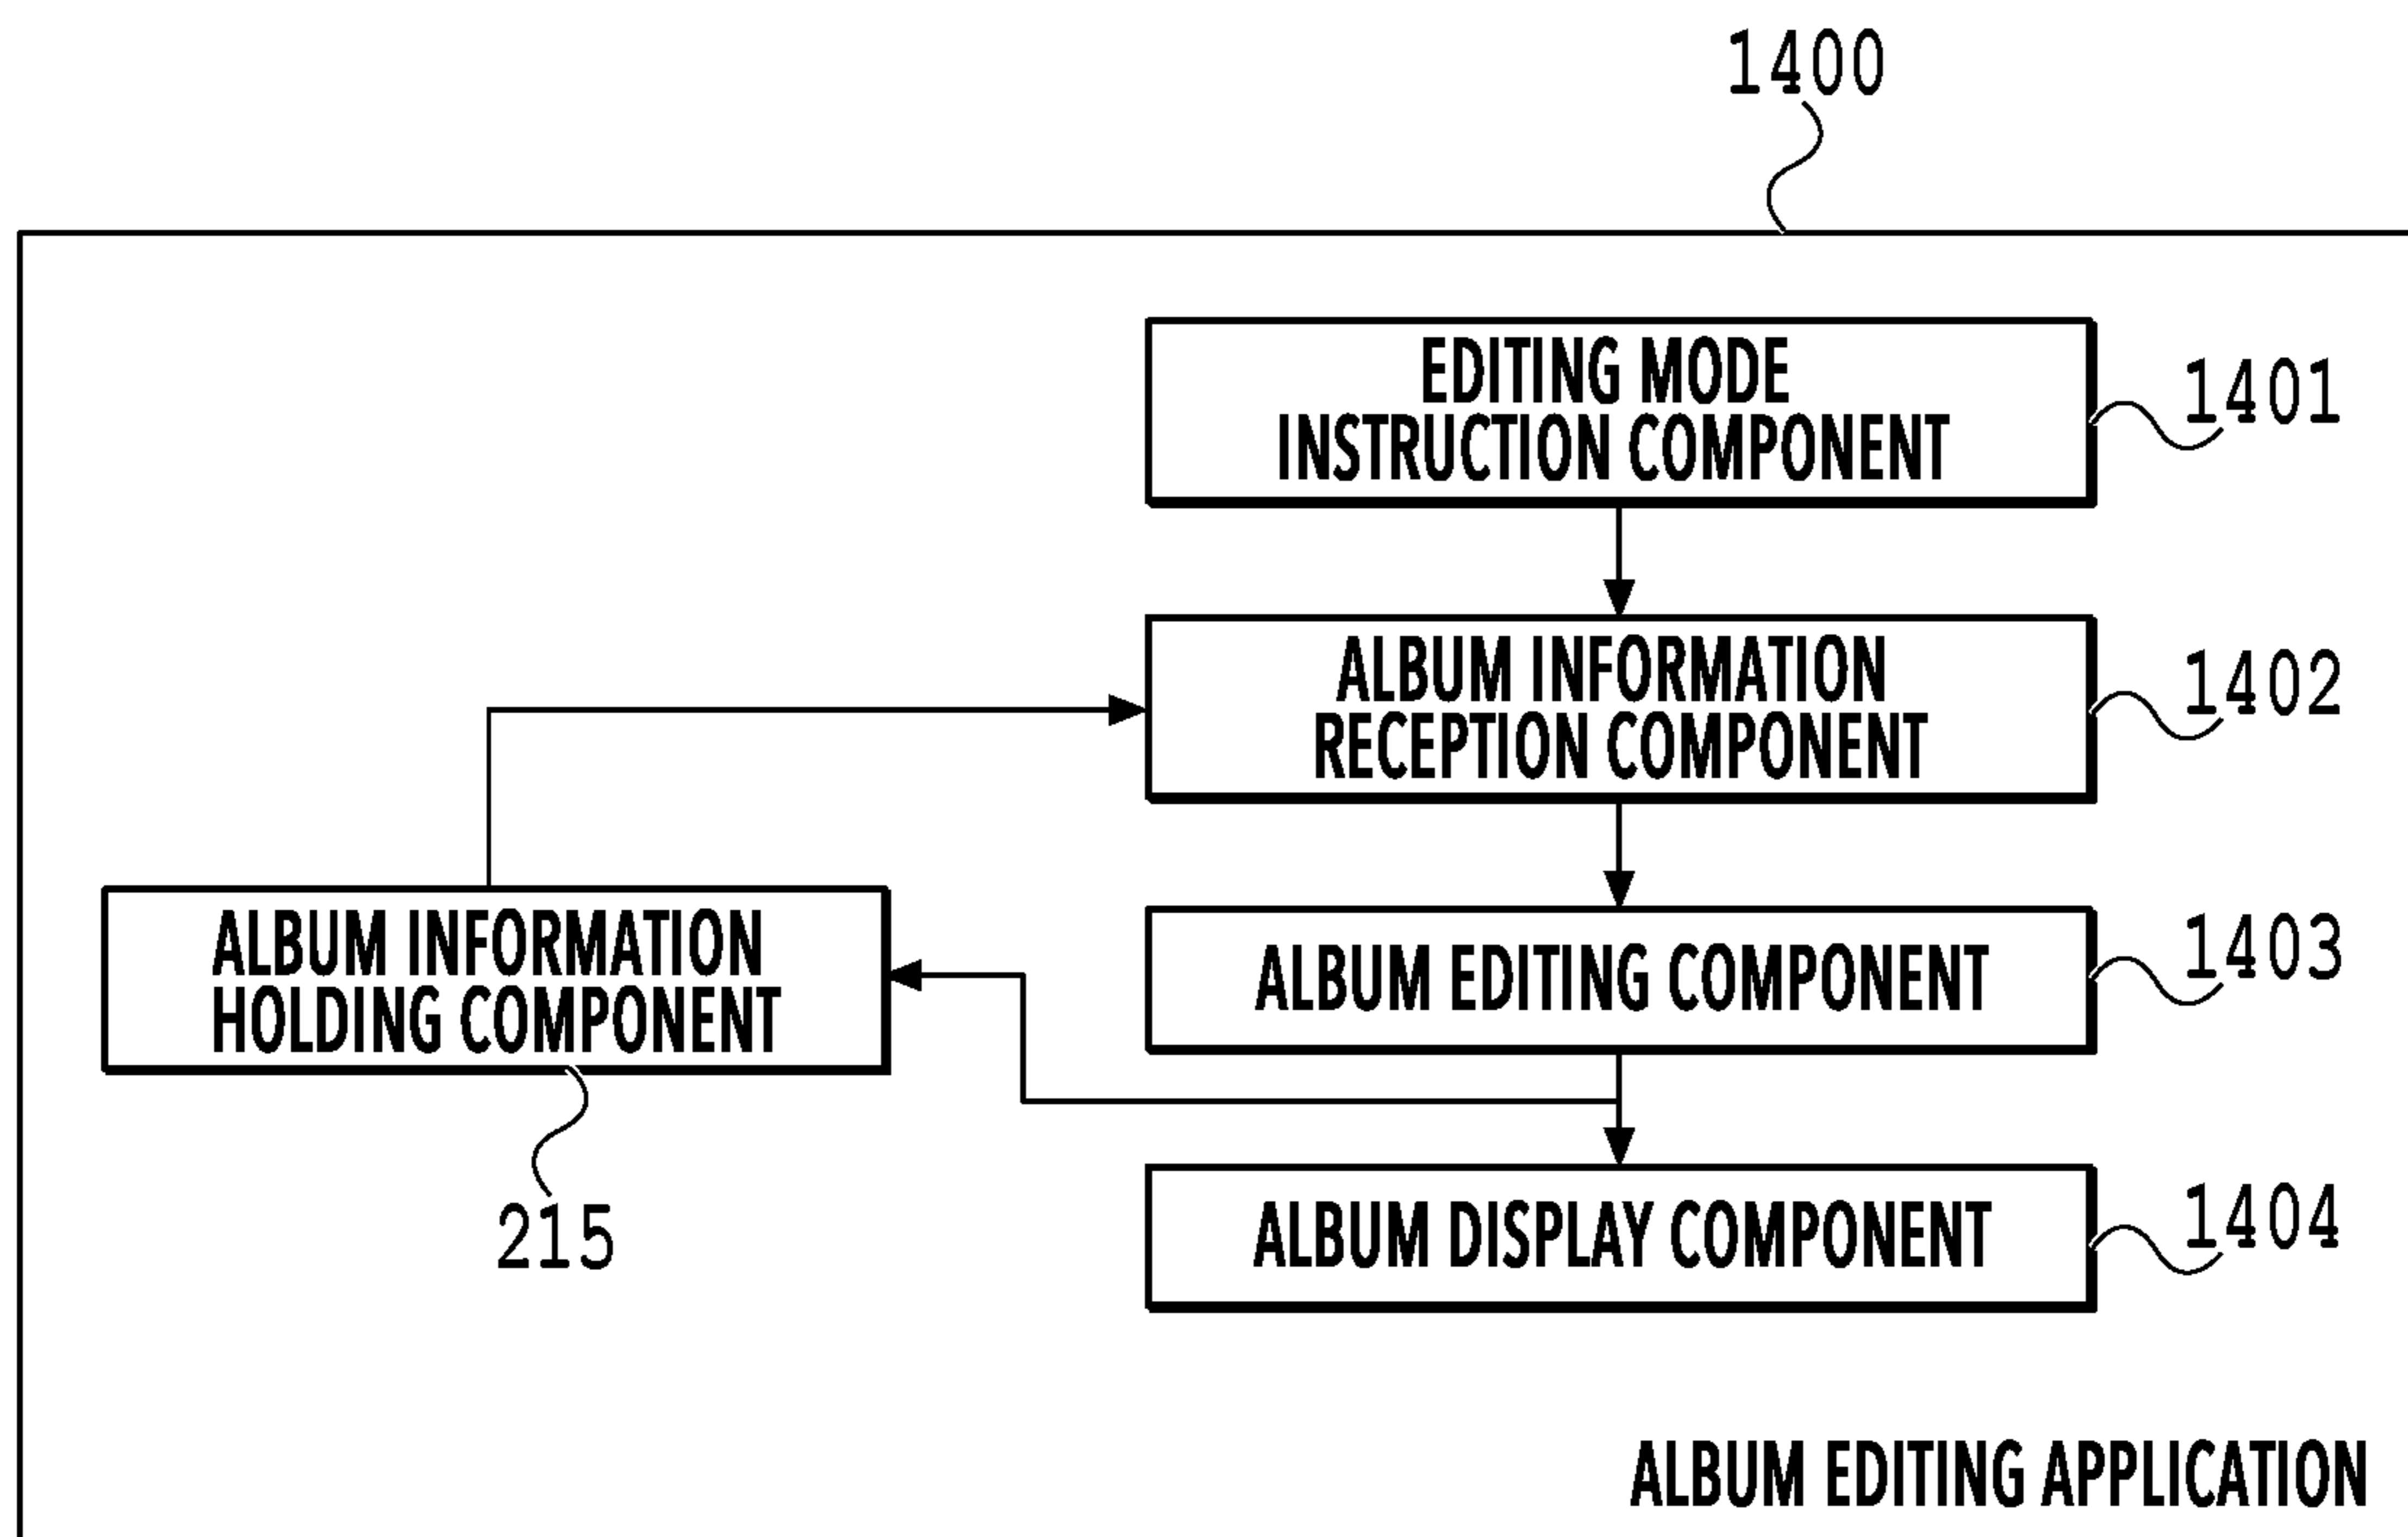 1400
EDITING MODE
INSTRUCTION COMPONENT
1401
ALBUM INFORMATION
RECEPTION COMPONENT
1402
ALBUM INFORMATION
HOLDING COMPONENT
215
ALBUM EDITING COMPONENT
1403
ALBUM DISPLAY COMPONENT
1404
ALBUM EDITING APPLICATION